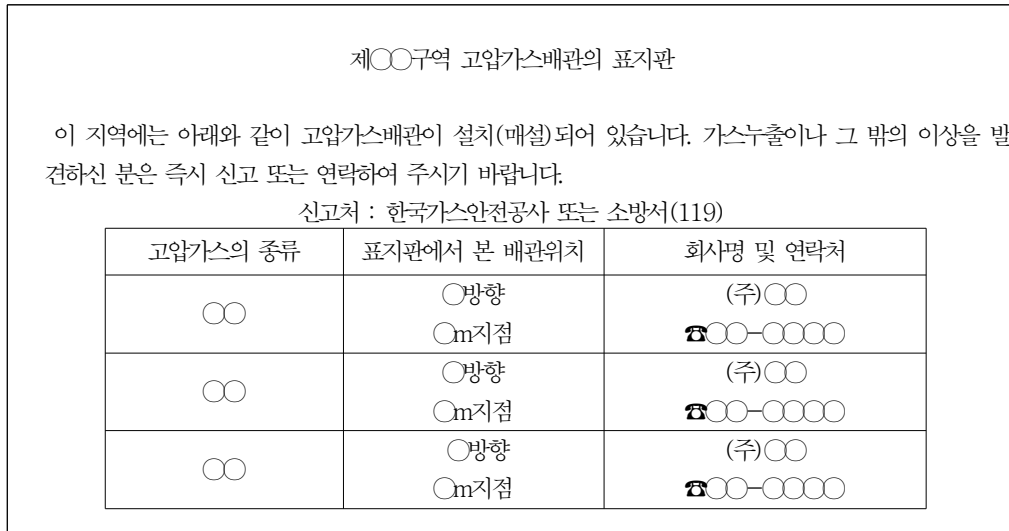 제◯◯구역 고압가스배관의 표지판
이 지역에는 아래와 같이 고압가스배관이 설치(매설)되어 있습니다. 가스누출이나 그 밖의 이상을 발
견하신 분은 즉시 신고 또는 연락하여 주시기 바랍니다.
신고처 : 한국가스안전공사 또는 소방서(119)
고압가스의 종류 표지판에서 본 배관위치 회사명 및 연락처
◯◯
◯방향
◯m지점
(주)◯◯
☎◯◯-◯◯◯◯
◯◯
◯방향
◯m지점
(주)◯◯
☎◯◯-◯◯◯◯
◯◯
◯방향
◯m지점
(주)◯◯
☎◯◯-◯◯◯◯